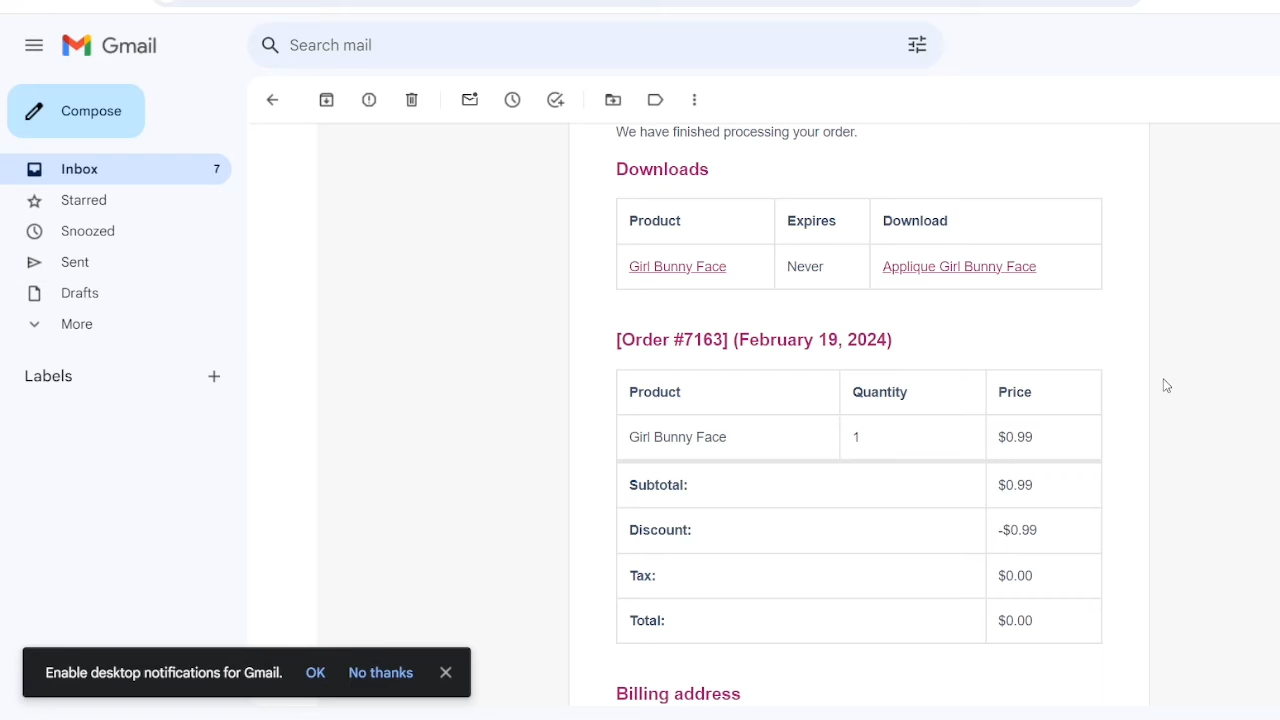 Gmail
Search mail
Compose
Inbox 7
Starred
Snoozed
Sent
Drafts
More
Labels
We have finished processing your order.
Downloads
Product Expires Download
Girl Bunny Face Never Applique Girl Bunny Face
[Order #7163] (February 19, 2024)
Product Quantity Price
Girl Bunny Face 1 $0.99
Subtotal: $0.99
Discount: -$0.99
Tax: $0.00
Total: $0.00
Billing address
Enable desktop notifications for Gmail. OK No thanks